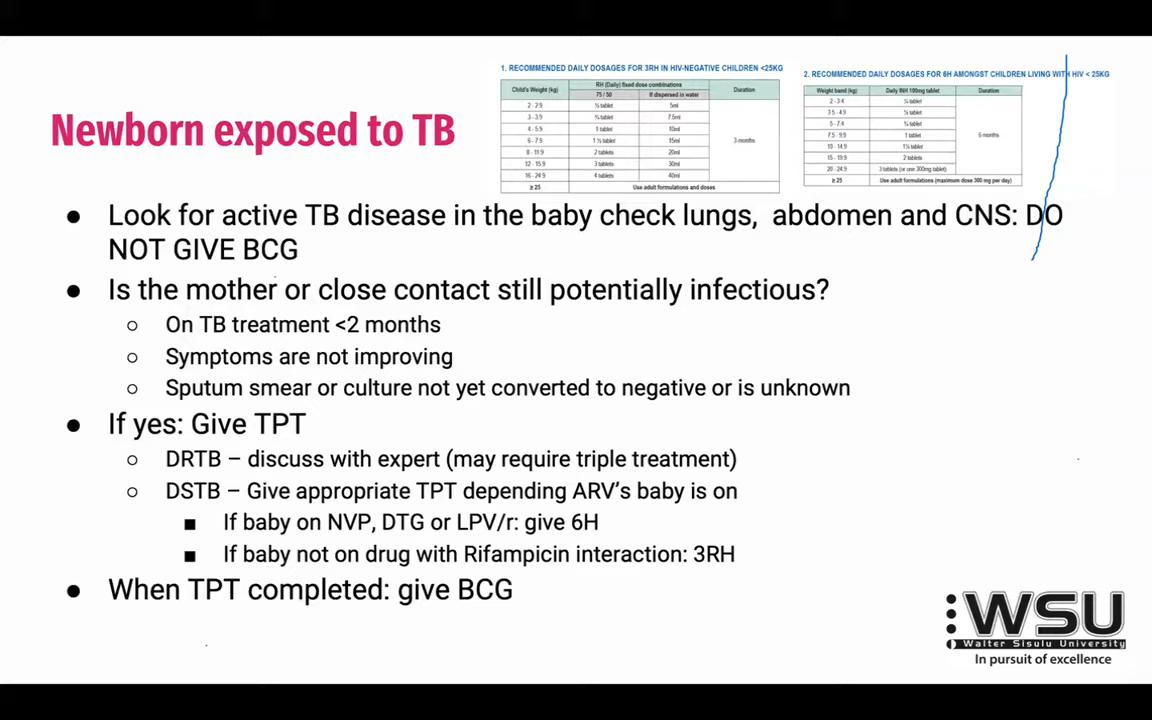 1. RECOMMENDED DAILY DOSAGES FOR 3RH IN HIV-NEGATIVE CHILDREN <25KG
Child's Weight (kg) RH (Daily) fixed dose combinations Duration
75 / 50 If dispersed in water
2 - 2.9 ½ tablet 5ml
3 - 3.9 ¾ tablet 7.5ml
4 - 5.9 1 tablet 10ml
6 - 7.9 1 ½ tablet 15ml 3-months
8 - 11.9 2 tablets 20ml
12 - 15.9 3 tablets 30ml
16 - 24.9 4 tablets 40ml
≥ 25 Use adult formulations and doses
2. RECOMMENDED DAILY DOSAGES FOR 6H AMONGST CHILDREN LIVING WITH HIV < 25KG
Weight band (kg) Daily INH 100mg tablet Duration
2 - 3.4 tablet
3.5 - 4.9 tablet
5 - 7.4 tablet
7.5 - 9.9 1 tablet 6 months
10 - 14.9 tablet
15 - 19.9 2 tablets
20 - 24.9 3 tablets (or one 300mg tablet)
≥ 25 Use adult formulations (maximum dose 300 mg per day)
Newborn exposed to TB
● Look for active TB disease in the baby check lungs, abdomen and CNS: DO
NOT GIVE BCG
● Is the mother or close contact still potentially infectious?
○ On TB treatment <2 months
○ Symptoms are not improving
○ Sputum smear or culture not yet converted to negative or is unknown
● If yes: Give TPT
○ DRTB – discuss with expert (may require triple treatment)
○ DSTB – Give appropriate TPT depending ARV's baby is on
■ If baby on NVP, DTG or LPV/r: give 6H
■ If baby not on drug with Rifampicin interaction: 3RH
● When TPT completed: give BCG
WSU
Walter Sisulu University
In pursuit of excellence